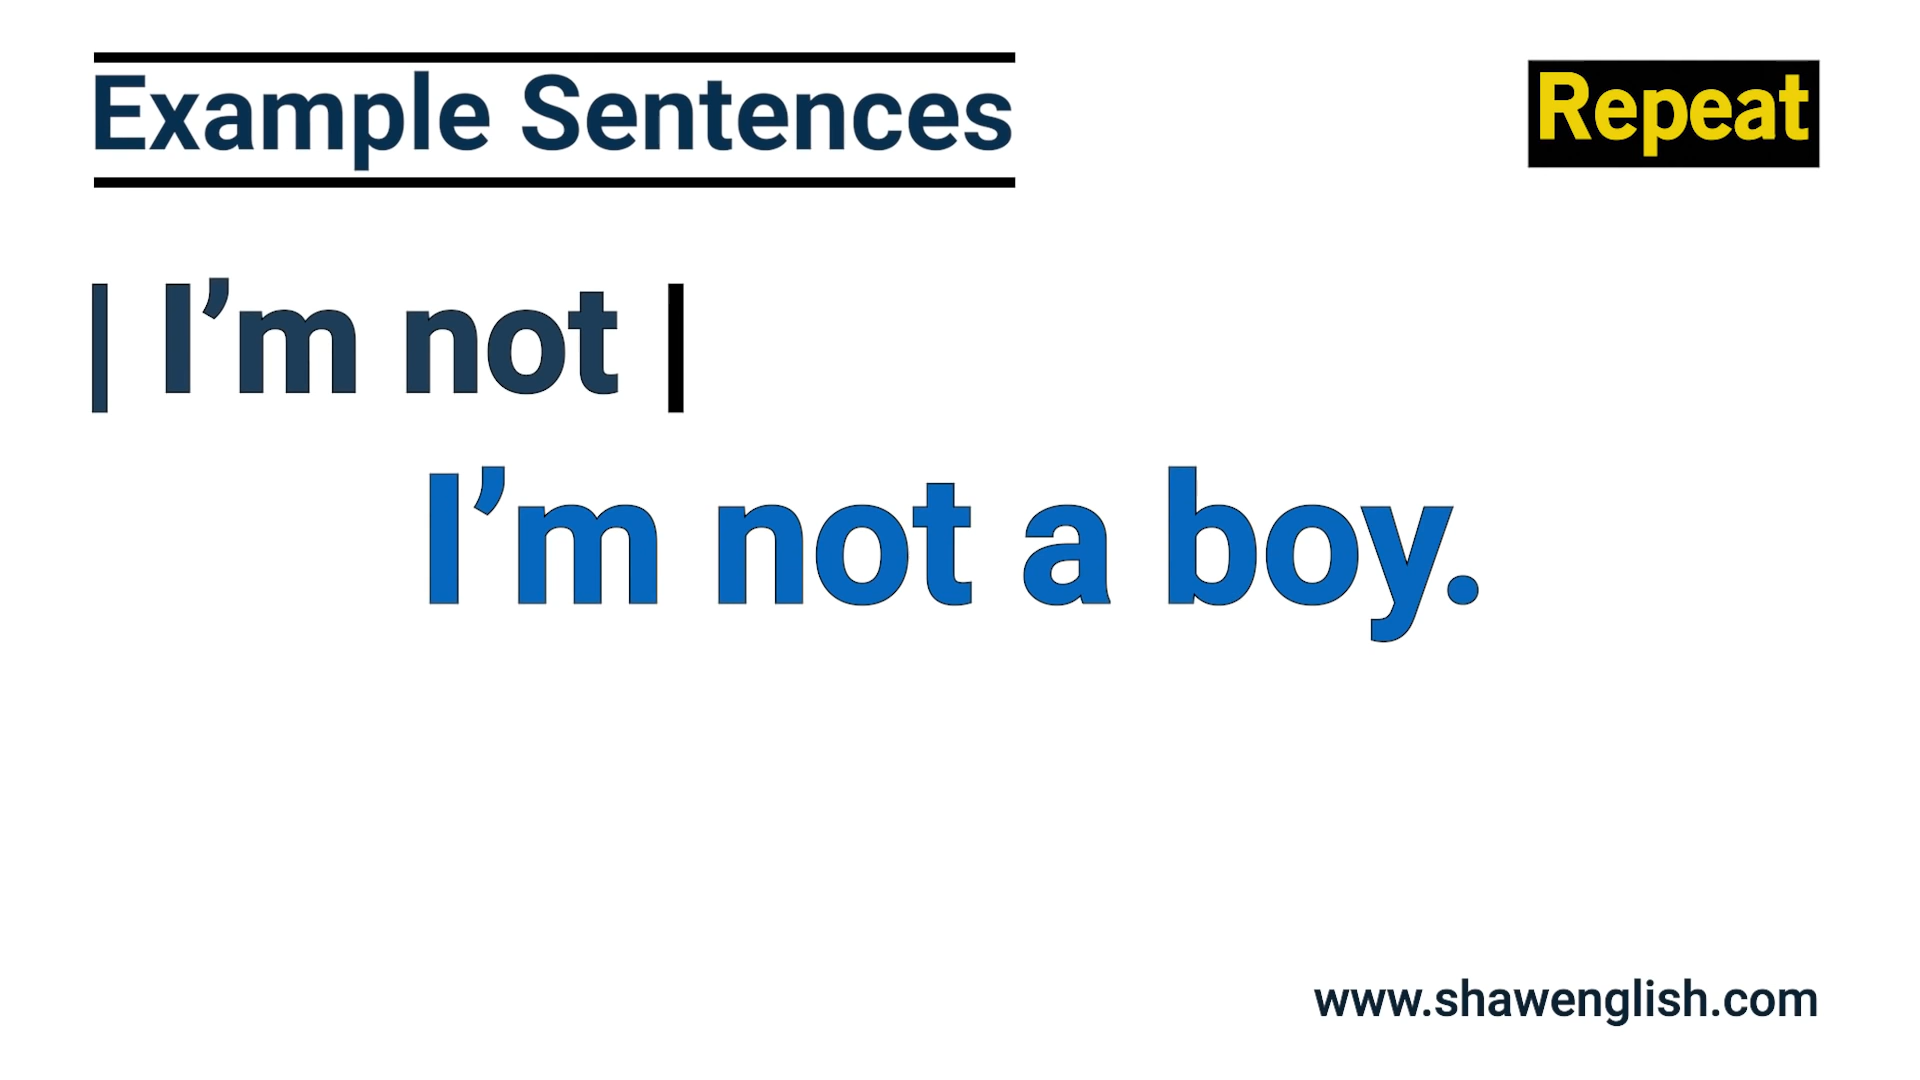 Example Sentences
Repeat
| I’m not |
I’m not a boy.
www.shawenglish.com